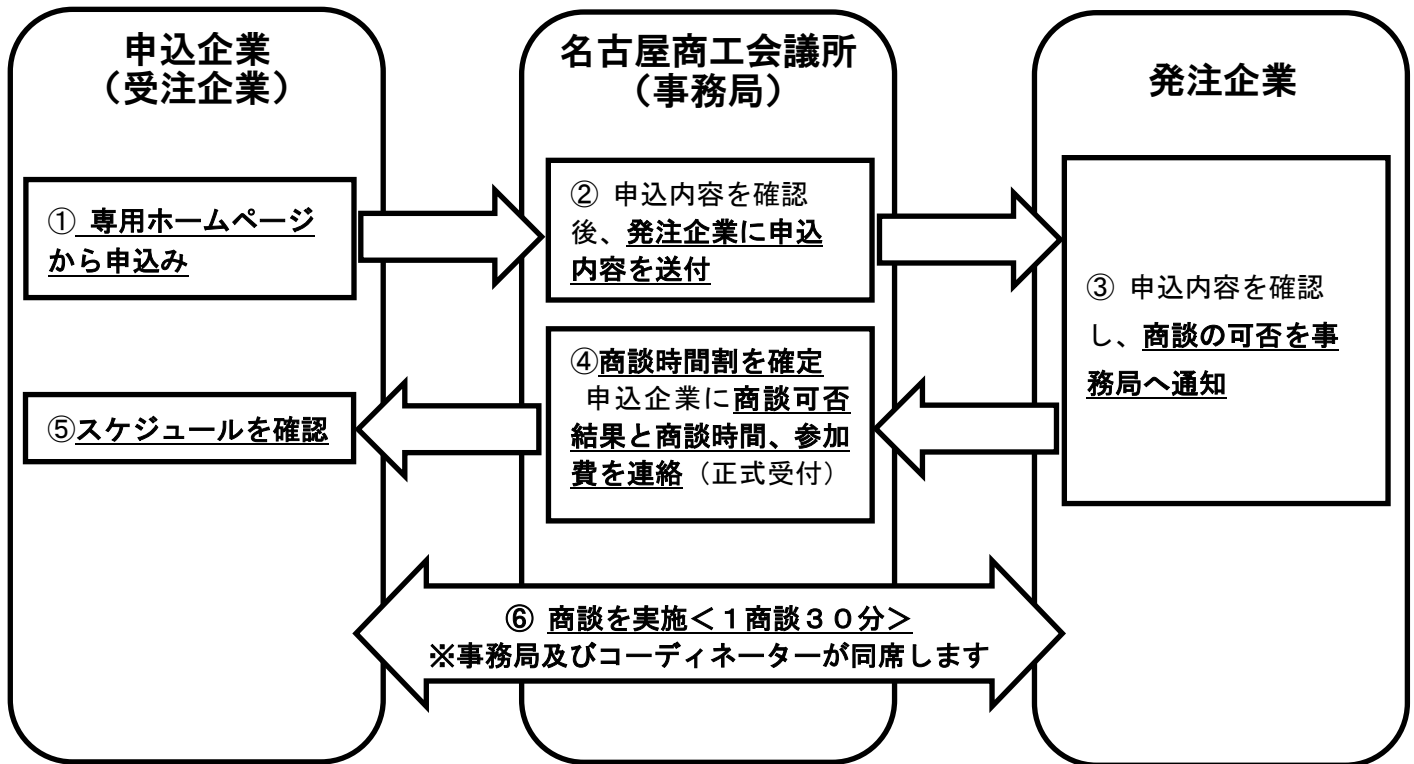 申込企業
（受注企業）
名古屋商工会議所
（事務局）
発注企業
① 専用ホームページ
から申込み
② 申込内容を確認
後、発注企業に申込
内容を送付
③ 申込内容を確認
し、商談の可否を事
務局へ通知
④商談時間割を確定
申込企業に商談可否
結果と商談時間、参加
費を連絡（正式受付）
⑤スケジュールを確認
⑥ 商談を実施＜１商談３０分＞
※事務局及びコーディネーターが同席します